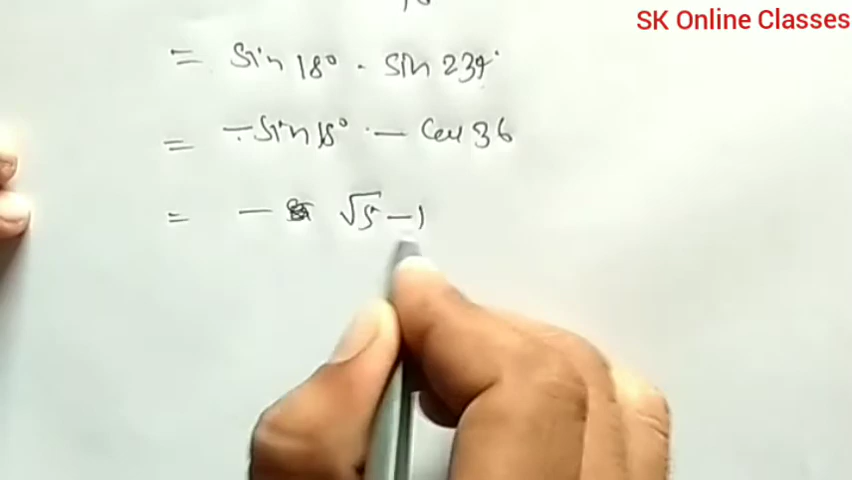 SK Online Classes
= sin 18° . sin 234°
= - sin 18° . - Cos 36
= - √5 - 1